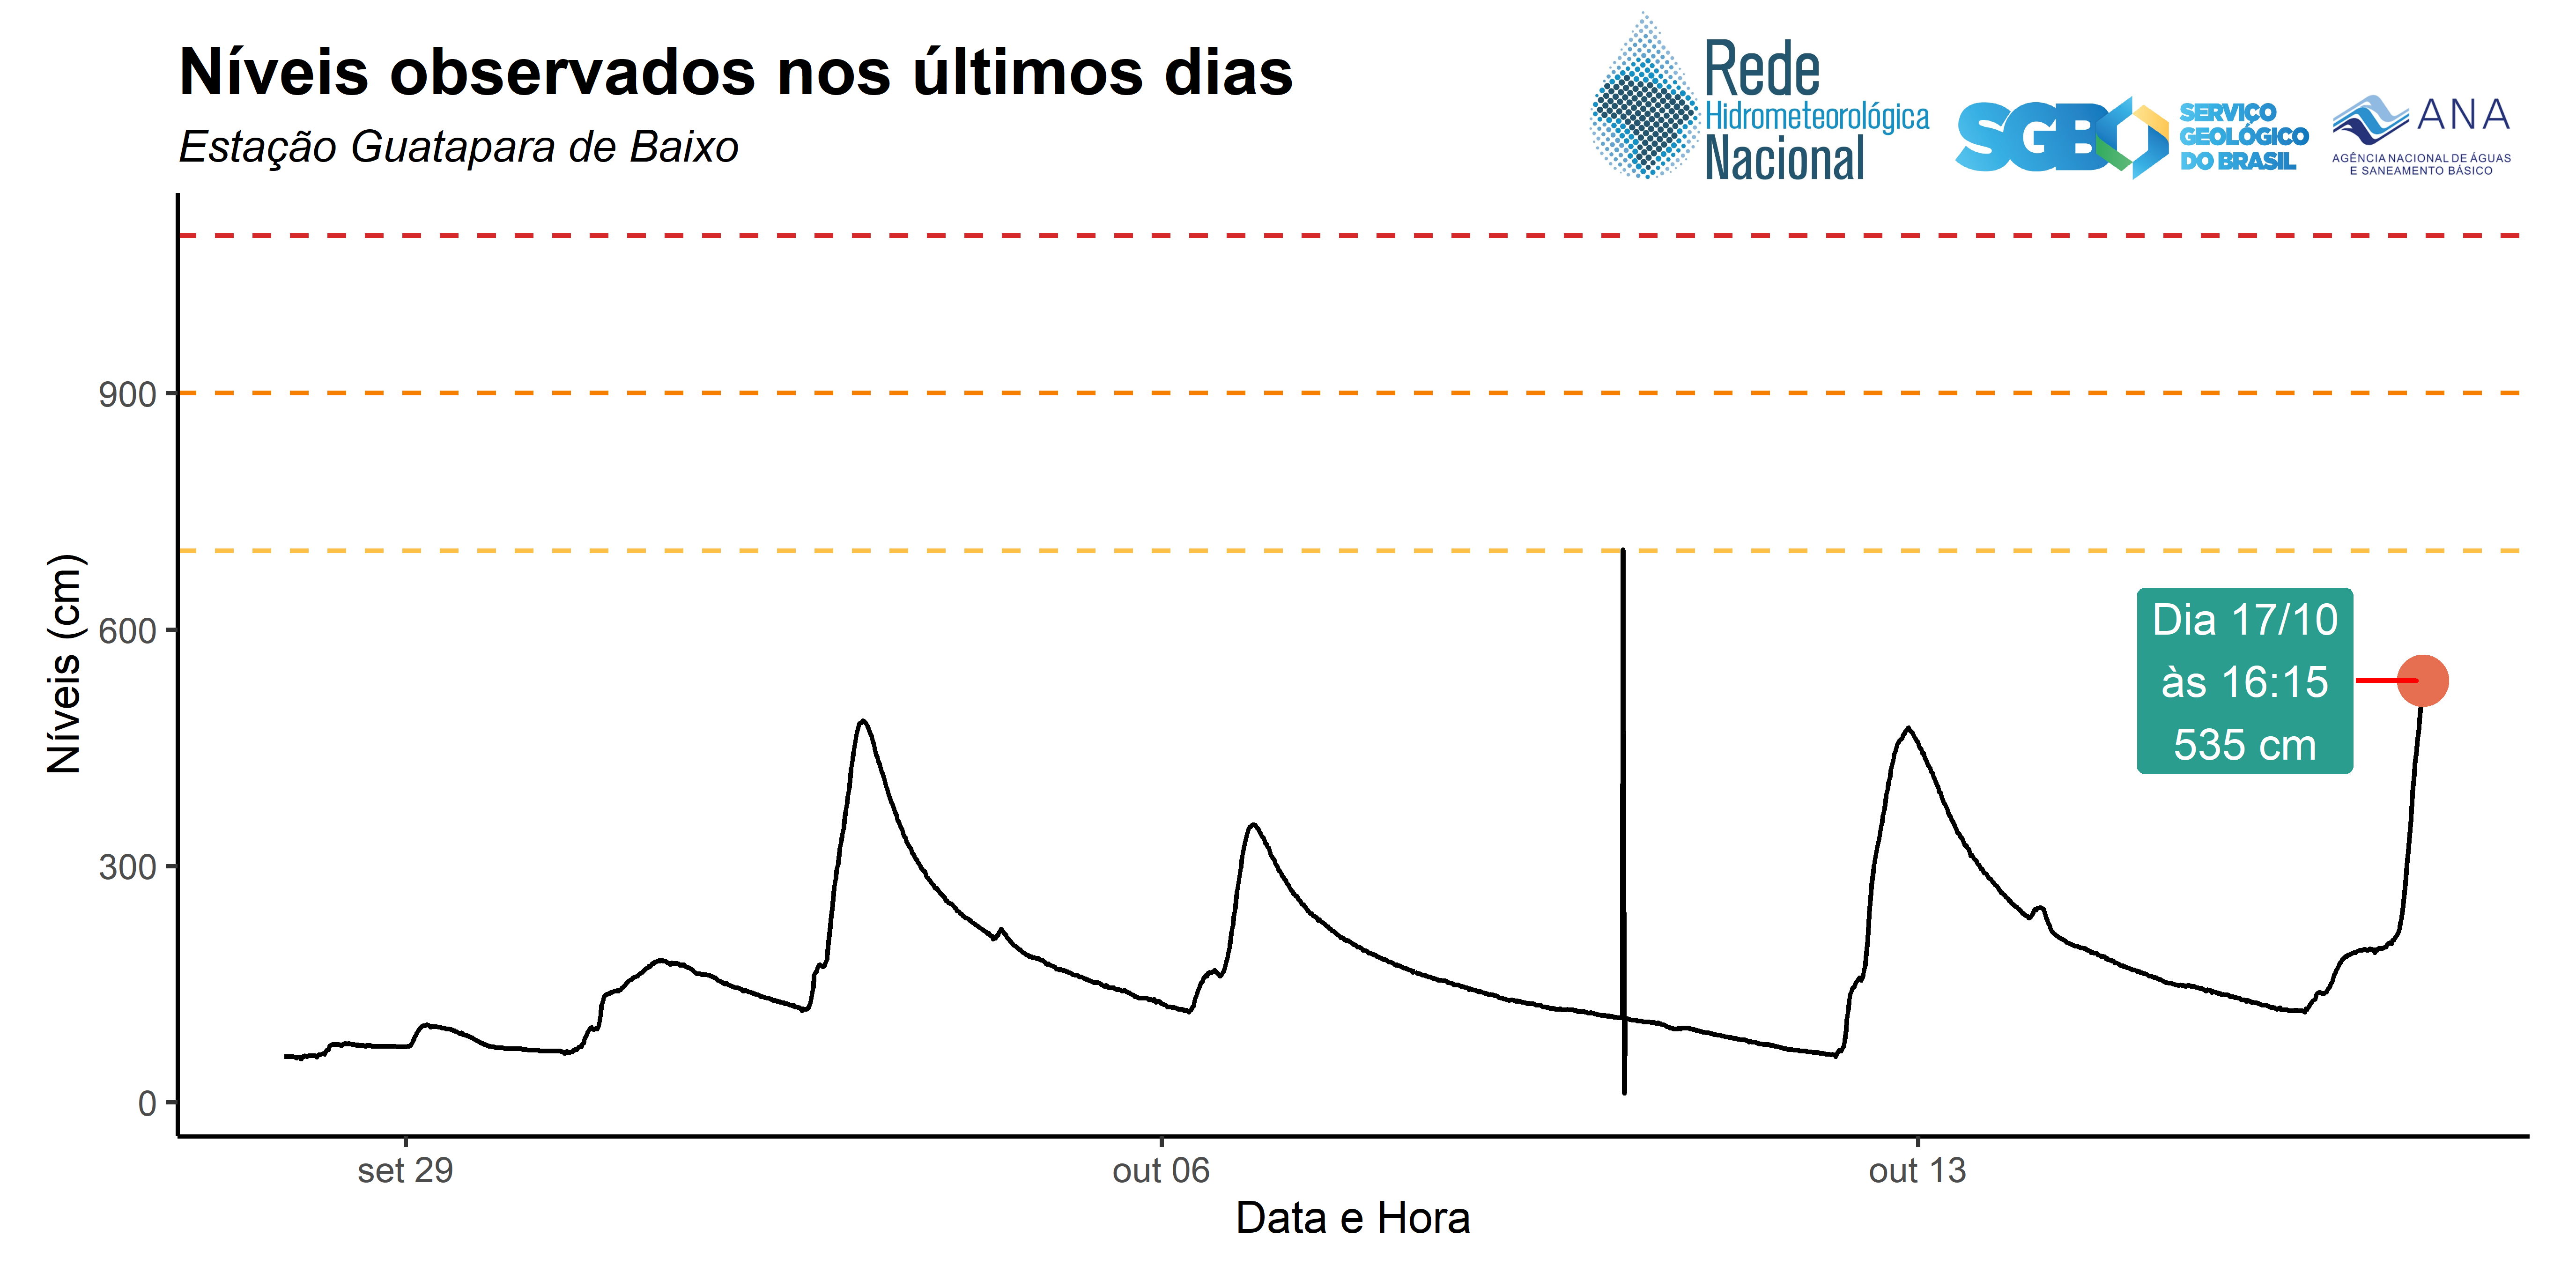 Níveis observados nos últimos dias
Estação Guatapara de Baixo
Rede
Hidrometeorológica
Nacional
SGB
SERVIÇO
GEOLÓGICO
DO BRASIL
ANA
AGÊNCIA NACIONAL DE ÁGUAS
E SANEAMENTO BÁSICO
Níveis (cm)
900
600
300
0
Dia 17/10
às 16:15
535 cm
set 29
out 06
out 13
Data e Hora